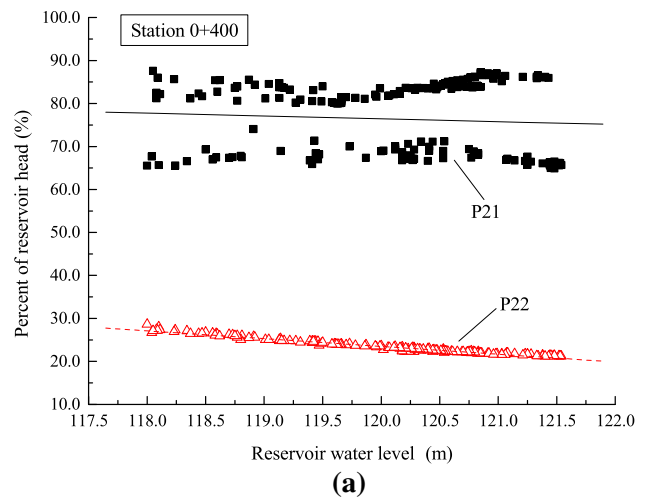 Station 0+400
Percent of reservoir head (%)
100.0
90.0
80.0
70.0
60.0
50.0
40.0
30.0
20.0
10.0
P21
P22
117.5 118.0 118.5 119.0 119.5 120.0 120.5 121.0 121.5 122.0
Reservoir water level (m)
(a)